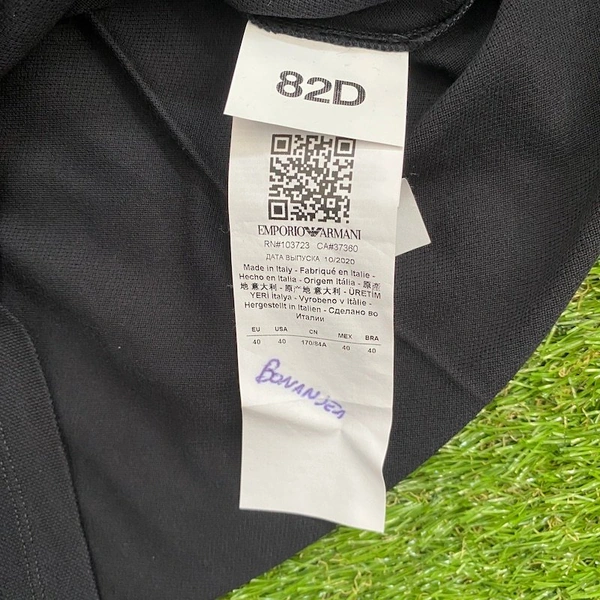 82D
EMPORIO ARMANI
RN#103723 CA#37360
ДАТА ВЫПУСКА 10/2020
Made in Italy - Fabriqué en Italie -
Hecho en Italia - Origem Itália - 原产
地 意大利 - 原产地 意大利 - ÜRETİM
YERİ İtalya - Vyrobeno v Itálie -
Hergestellt in Italien - Сделано во
Италии
EU USA CN MEX BRA
40 40 170/84A 40 40
BONANSEA